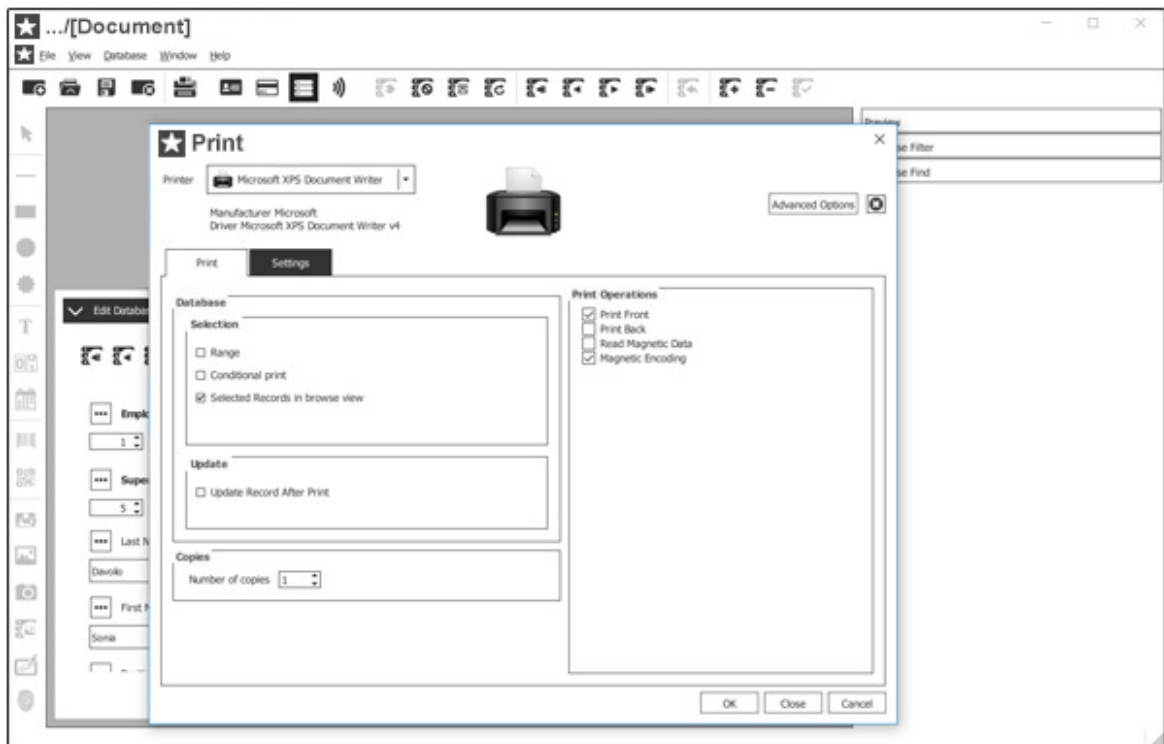 .../[Document]
File View Database Window Help
Preview
se Filter
se Find
Print
Printer Microsoft XPS Document Writer
Manufacturer Microsoft
Driver Microsoft XPS Document Writer v4
Advanced Options
Print Settings
Database
Selection
Range
Conditional print
Selected Records in browse view
Update
Update Record After Print
Copies
Number of copies 1
Print Operations
Print Front
Print Back
Read Magnetic Data
Magnetic Encoding
OK Close Cancel
Edit Databa
Emplo
1
Super
5
Last N
Davolio
First N
Sonia
T